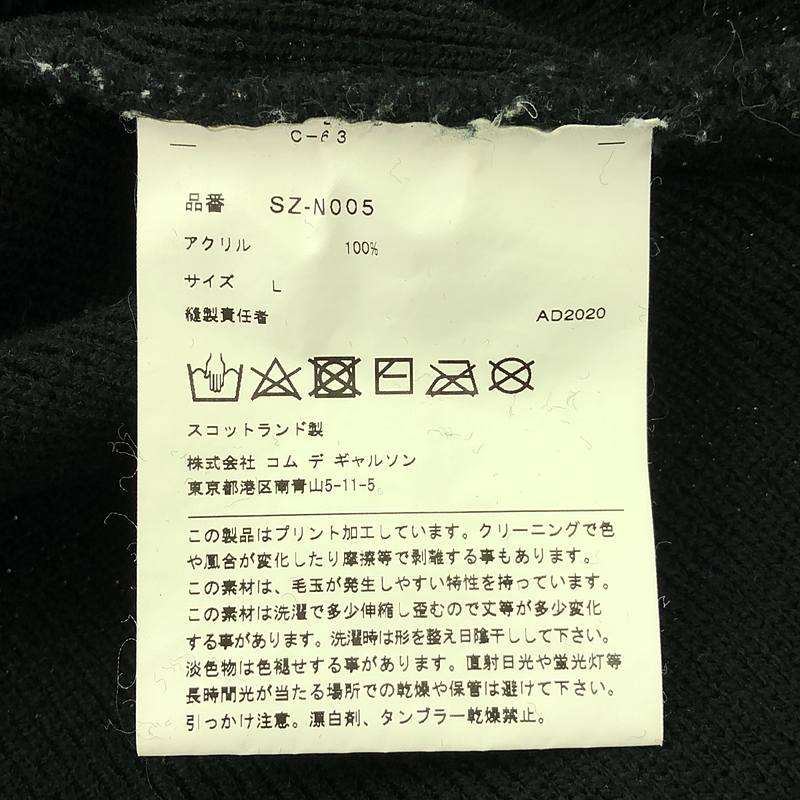 C-63
品番 SZ-N005
アクリル 100%
サイズ L
縫製責任者 AD2020
スコットランド製
株式会社 コム デ ギャルソン
東京都港区南青山5-11-5
この製品はプリント加工しています。クリーニングで色
や風合が変化したり摩擦等で剥離する事もあります。
この素材は、毛玉が発生しやすい特性を持っています。
この素材は洗濯で多少伸縮し歪むので丈等が多少変化
する事があります。洗濯時は形を整え日陰干しして下さい。
淡色物は色褪せする事があります。直射日光や蛍光灯等
長時間光が当たる場所での乾燥や保管は避けて下さい。
引っかけ注意。漂白剤、タンブラー乾燥禁止。